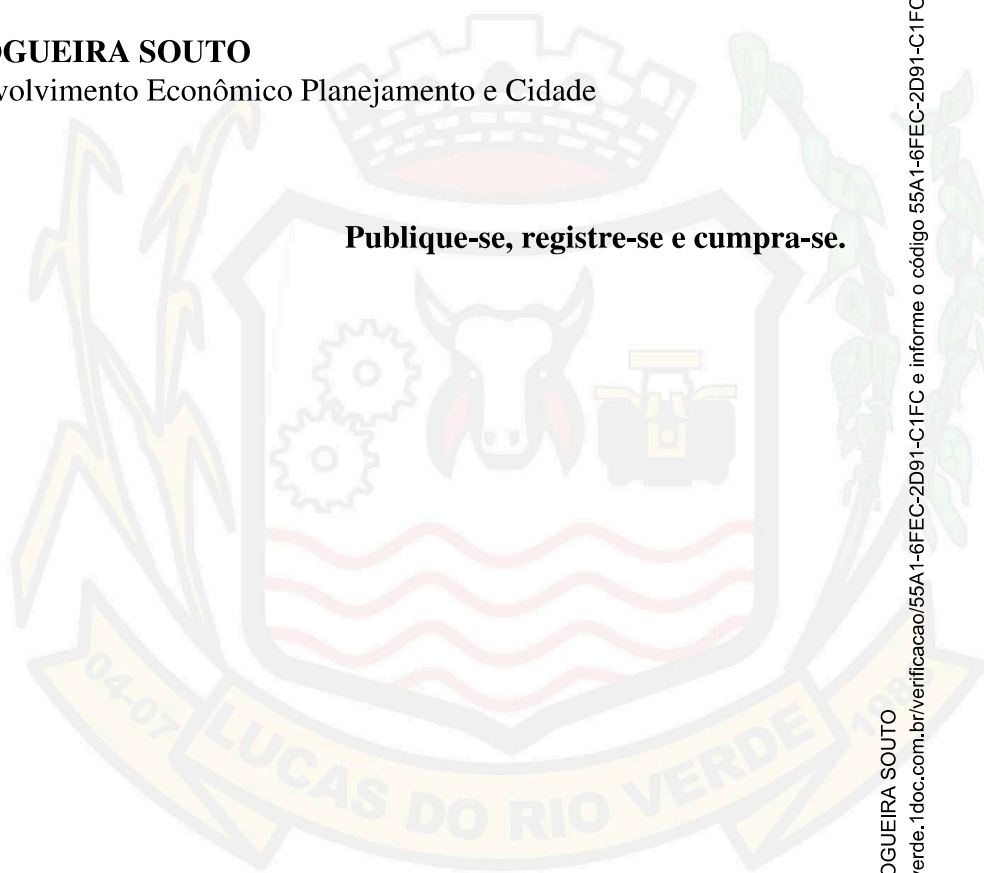 OGUEIRA SOUTO
volvimento Econômico Planejamento e Cidade
Publique-se, registre-se e cumpra-se.
04-07
LUCAS DO RIO VERDE
OGUEIRA SOUTO
verde.1doc.com.br/verificacao/55A1-6FEC-2D91-C1FC e informe o código 55A1-6FEC-2D91-C1FC